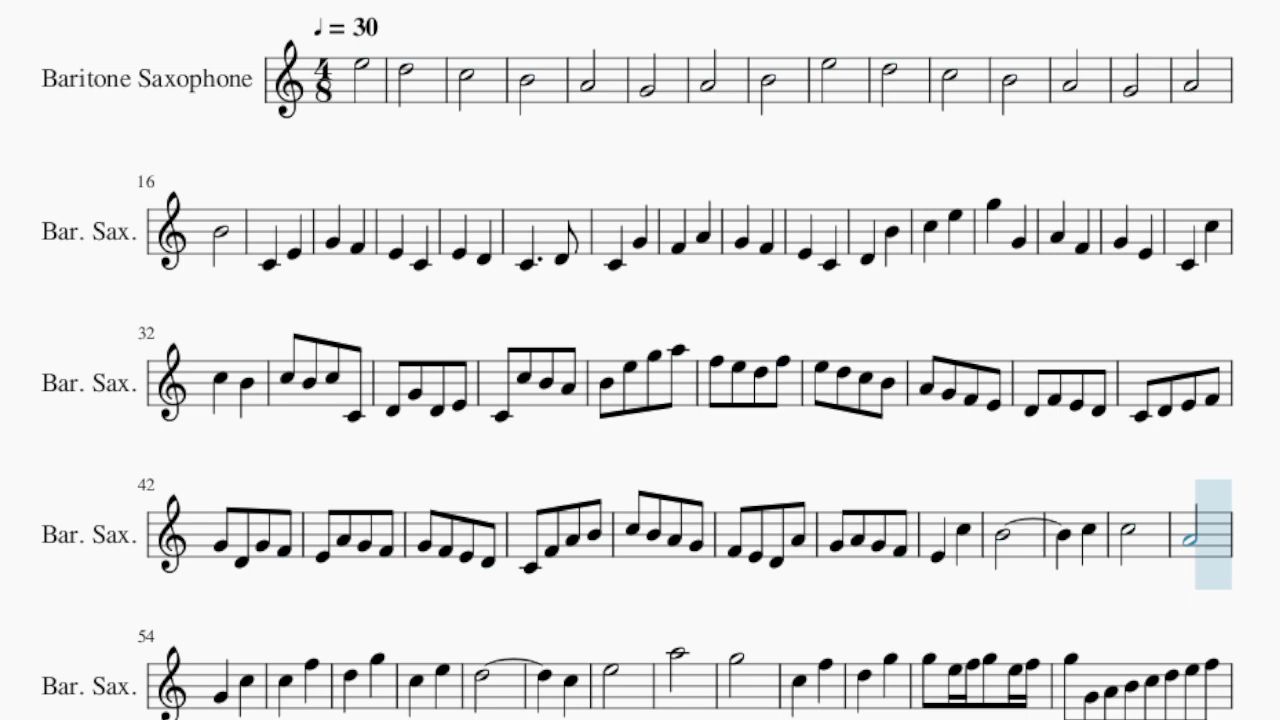 ♩ = 30
Baritone Saxophone 4/8
16
Bar. Sax.
32
Bar. Sax.
42
Bar. Sax.
54
Bar. Sax.